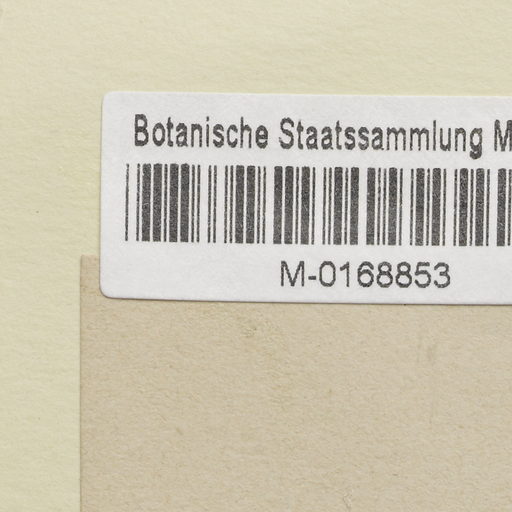 Botanische Staatssammlung M
M-0168853